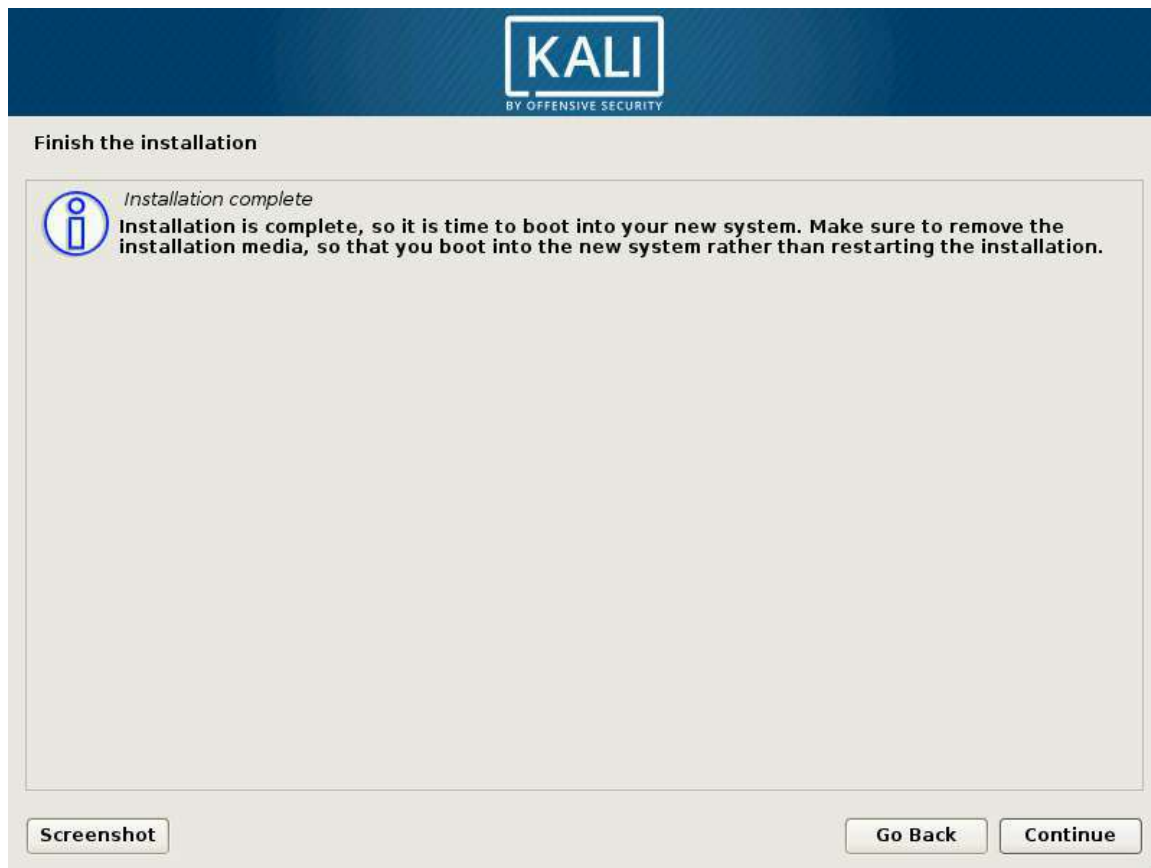 KALI
BY OFFENSIVE SECURITY
Finish the installation
Installation complete
Installation is complete, so it is time to boot into your new system. Make sure to remove the
installation media, so that you boot into the new system rather than restarting the installation.
Screenshot
Go Back
Continue